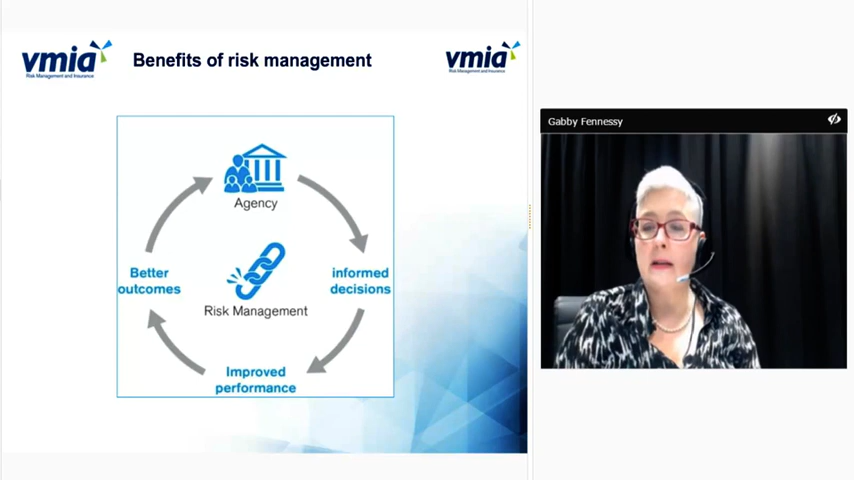 vmia
Risk Management and Insurance
Benefits of risk management
vmia
Risk Management and Insurance
Agency
informed
decisions
Improved
performance
Better
outcomes
Risk Management
Gabby Fennessy